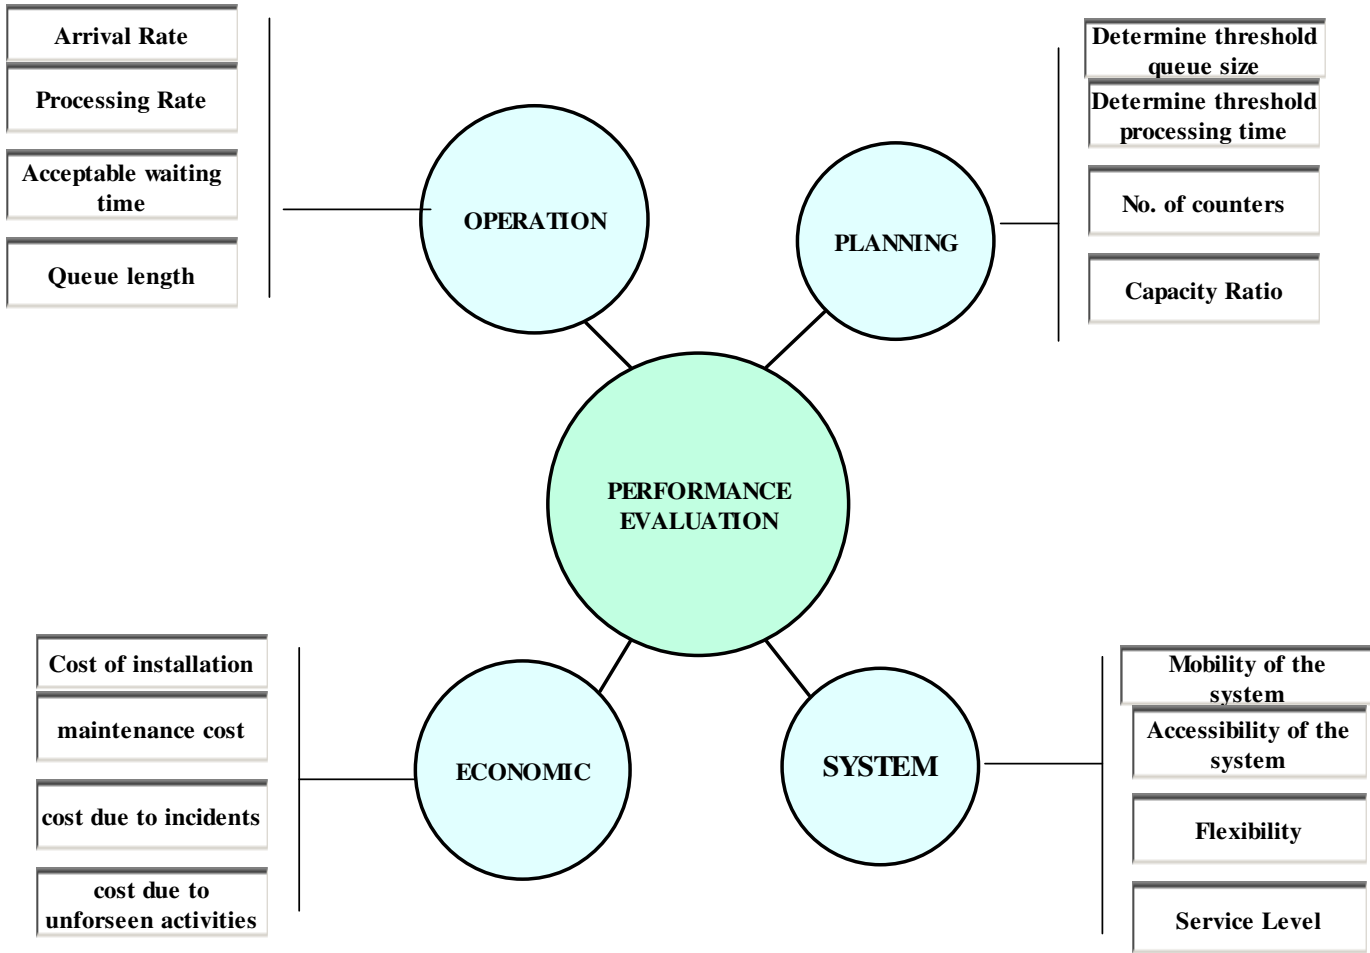 Arrival Rate
Processing Rate
Acceptable waiting
time
Queue length
OPERATION
Determine threshold
queue size
Determine threshold
processing time
No. of counters
Capacity Ratio
PLANNING
PERFORMANCE
EVALUATION
Cost of installation
maintenance cost
cost due to incidents
cost due to
unforseen activities
ECONOMIC
SYSTEM
Mobility of the
system
Accessibility of the
system
Flexibility
Service Level